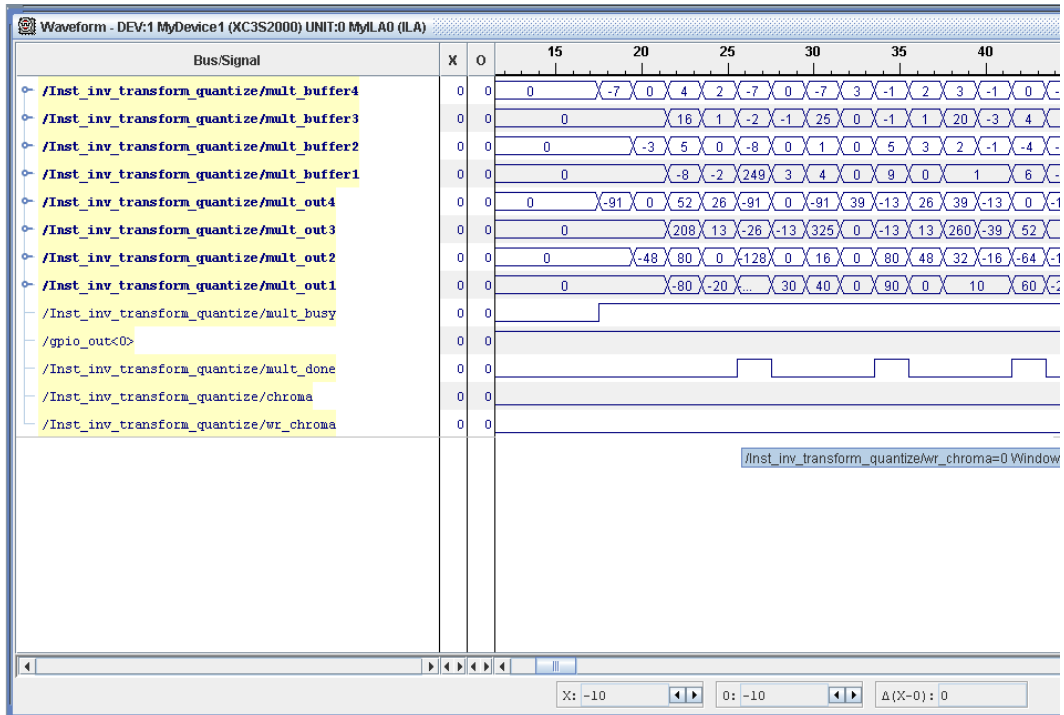 Waveform - DEV:1 MyDevice1 (XC3S2000) UNIT:0 MyILA0 (ILA)
Bus/Signal X O 15 20 25 30 35 40
/Inst_inv_transform_quantize/mult_buffer4 0 0 0 -7 0 4 2 -7 0 -7 3 -1 2 3 -1 0 -
/Inst_inv_transform_quantize/mult_buffer3 0 0 0 16 1 -2 -1 25 0 -1 1 20 -3 4
/Inst_inv_transform_quantize/mult_buffer2 0 0 0 -3 5 0 -8 0 1 0 5 3 2 -1 -4 -
/Inst_inv_transform_quantize/mult_buffer1 0 0 0 -8 -2 249 3 4 0 9 0 1 6 -
/Inst_inv_transform_quantize/mult_out4 0 0 0 -91 0 52 26 -91 0 -91 39 -13 26 39 -13 0 -1
/Inst_inv_transform_quantize/mult_out3 0 0 0 208 13 -26 -13 325 0 -13 13 260 -39 52
/Inst_inv_transform_quantize/mult_out2 0 0 0 -48 80 0 -128 0 16 0 80 48 32 -16 -64 -1
/Inst_inv_transform_quantize/mult_out1 0 0 0 -80 -20 -... 30 40 0 90 0 10 60 -2
/Inst_inv_transform_quantize/mult_busy 0 0
/gpio_out<0> 0 0
/Inst_inv_transform_quantize/mult_done 0 0
/Inst_inv_transform_quantize/chroma 0 0
/Inst_inv_transform_quantize/wr_chroma 0 0
/Inst_inv_transform_quantize/wr_chroma=0 Window
X: -10 O: -10 Δ(X-O): 0